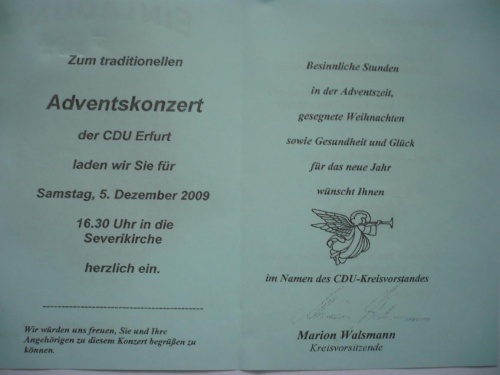 Zum traditionellen
Adventskonzert
der CDU Erfurt
laden wir Sie für
Samstag, 5. Dezember 2009
16.30 Uhr in die
Severikirche
herzlich ein.
Wir würden uns freuen, Sie und Ihre
Angehörigen zu diesem Konzert begrüßen zu
können.
Besinnliche Stunden
in der Adventszeit,
gesegnete Weihnachten
sowie Gesundheit und Glück
für das neue Jahr
wünscht Ihnen
im Namen des CDU-Kreisvorstandes
Marion Walsmann
Kreisvorsitzende